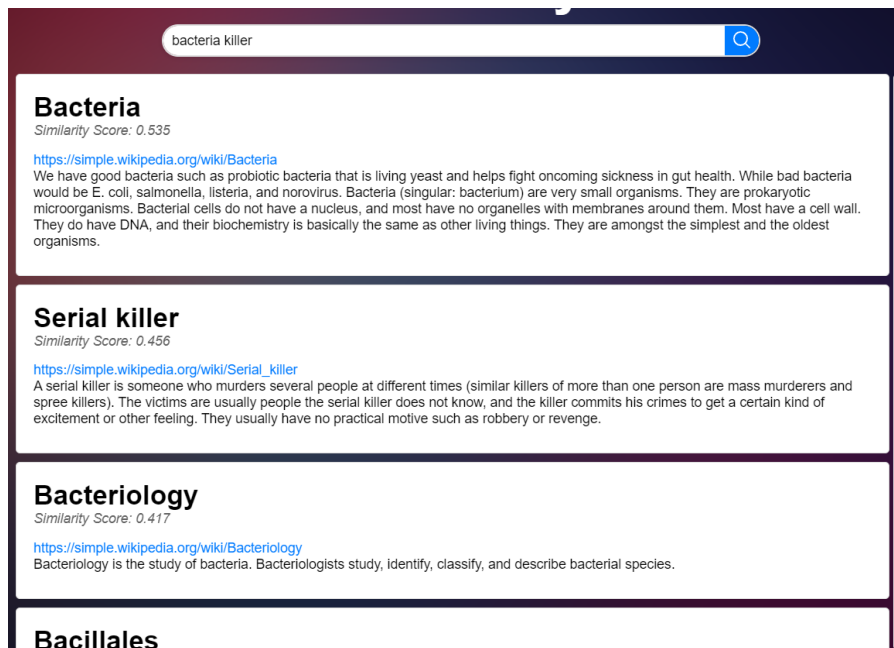 bacteria killer
Bacteria
Similarity Score: 0.535
https://simple.wikipedia.org/wiki/Bacteria
We have good bacteria such as probiotic bacteria that is living yeast and helps fight oncoming sickness in gut health. While bad bacteria
would be E. coli, salmonella, listeria, and norovirus. Bacteria (singular: bacterium) are very small organisms. They are prokaryotic
microorganisms. Bacterial cells do not have a nucleus, and most have no organelles with membranes around them. Most have a cell wall.
They do have DNA, and their biochemistry is basically the same as other living things. They are amongst the simplest and the oldest
organisms.
Serial killer
Similarity Score: 0.456
https://simple.wikipedia.org/wiki/Serial_killer
A serial killer is someone who murders several people at different times (similar killers of more than one person are mass murderers and
spree killers). The victims are usually people the serial killer does not know, and the killer commits his crimes to get a certain kind of
excitement or other feeling. They usually have no practical motive such as robbery or revenge.
Bacteriology
Similarity Score: 0.417
https://simple.wikipedia.org/wiki/Bacteriology
Bacteriology is the study of bacteria. Bacteriologists study, identify, classify, and describe bacterial species.
Bacillales